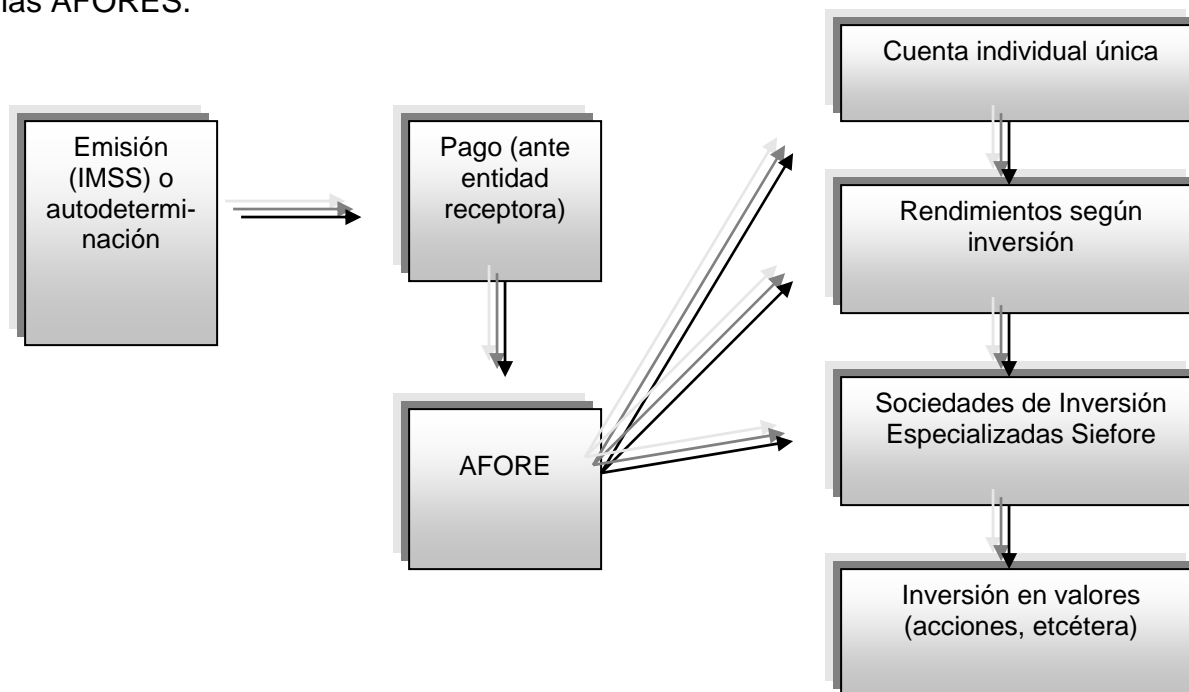 las AFORES.
Emisión
(IMSS) o
autodetermi-
nación
Pago (ante
entidad
receptora)
AFORE
Cuenta individual única
Rendimientos según
inversión
Sociedades de Inversión
Especializadas Siefore
Inversión en valores
(acciones, etcétera)